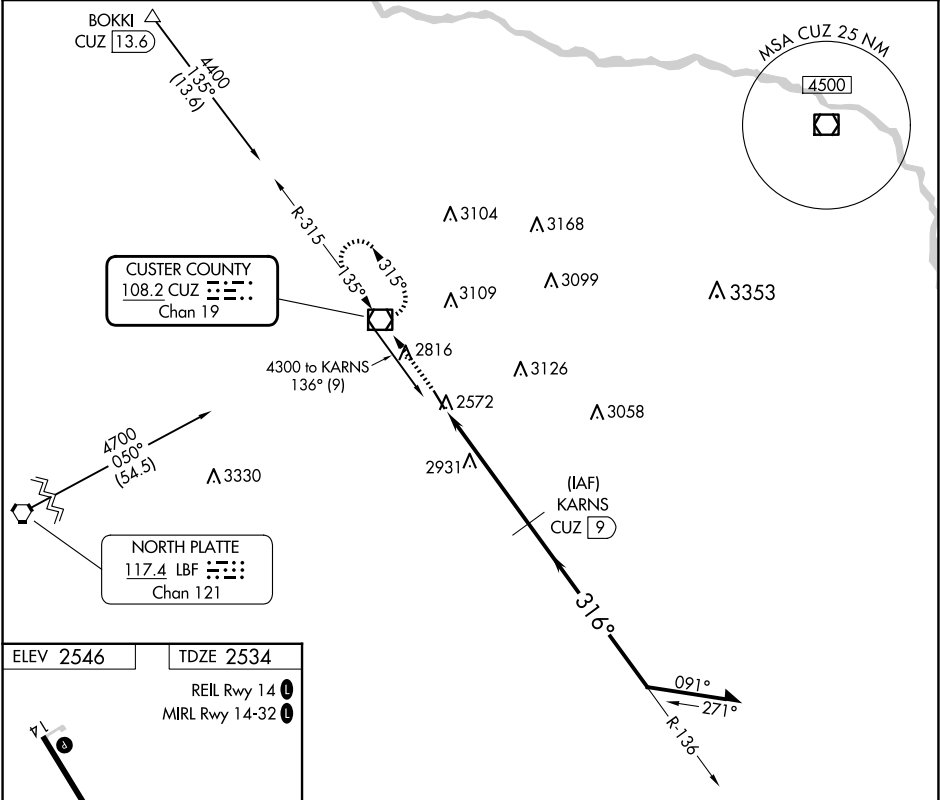 BOKKI
CUZ 13.6
4400
135°
(13.6)
MSA CUZ 25 NM
4500
R-315
135°
315°
3104
3168
3099
3109
3353
CUSTER COUNTY
108.2 CUZ
Chan 19
2816
4300 to KARNS
136° (9)
3126
2572
3058
2931
4700
050°
(54.5)
3330
(IAF)
KARNS
CUZ 9
NORTH PLATTE
117.4 LBF
Chan 121
316°
091°
271°
R-136
ELEV 2546
TDZE 2534
REIL Rwy 14 L
MIRL Rwy 14-32 L
14
P